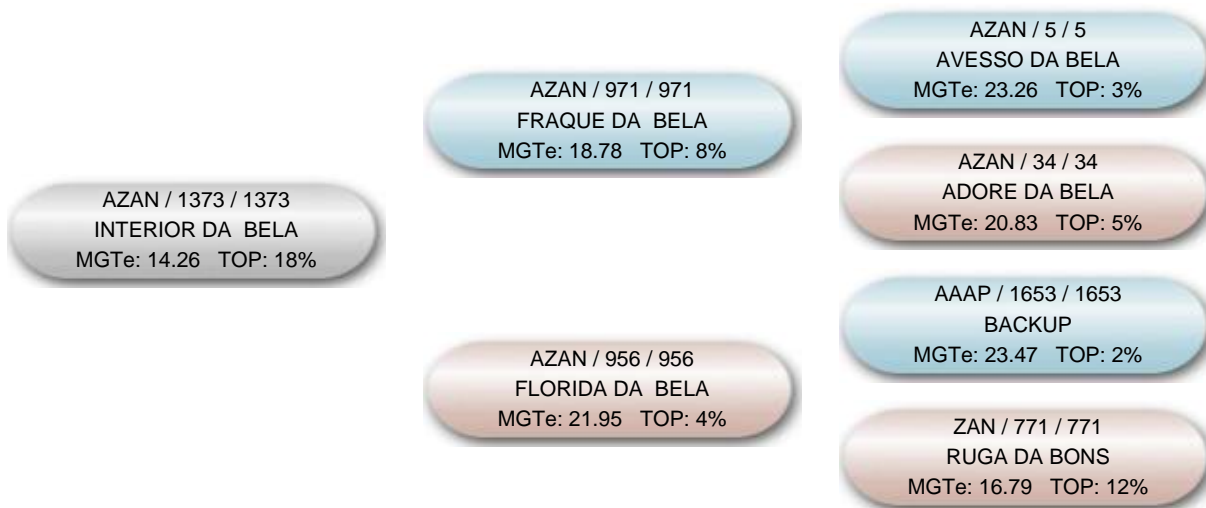 AZAN / 1373 / 1373
INTERIOR DA BELA
MGTe: 14.26 TOP: 18%
AZAN / 971 / 971
FRAQUE DA BELA
MGTe: 18.78 TOP: 8%
AZAN / 956 / 956
FLORIDA DA BELA
MGTe: 21.95 TOP: 4%
AZAN / 5 / 5
AVESSO DA BELA
MGTe: 23.26 TOP: 3%
AZAN / 34 / 34
ADORE DA BELA
MGTe: 20.83 TOP: 5%
AAAP / 1653 / 1653
BACKUP
MGTe: 23.47 TOP: 2%
ZAN / 771 / 771
RUGA DA BONS
MGTe: 16.79 TOP: 12%